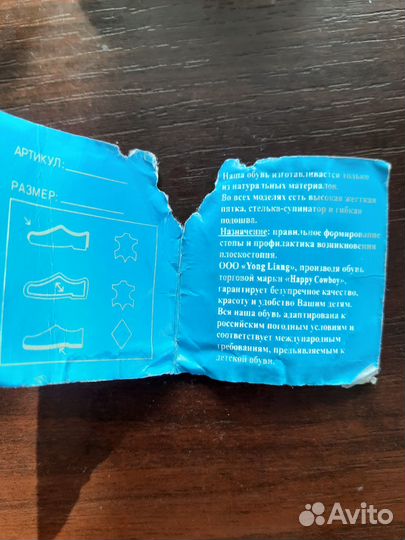 АРТИКУЛ:
РАЗМЕР:
Наша обувь изготавливается только
из натуральных материалов.
Во всех моделях есть высокая жесткая
пятка, стелька-супинатор и гибкая
подошва.
Назначение: правильное формирование
стопы и профилактика возникновения
плоскостопия.
ООО «Yong Liang», производя обувь
торговой марки «Happy Cowboy»,
гарантирует безупречное качество,
красоту и удобство Вашим детям.
Вся наша обувь адаптирована к
российским погодным условиям и
соответствует международным
требованиям, предъявляемым к
детской обуви.
Avito